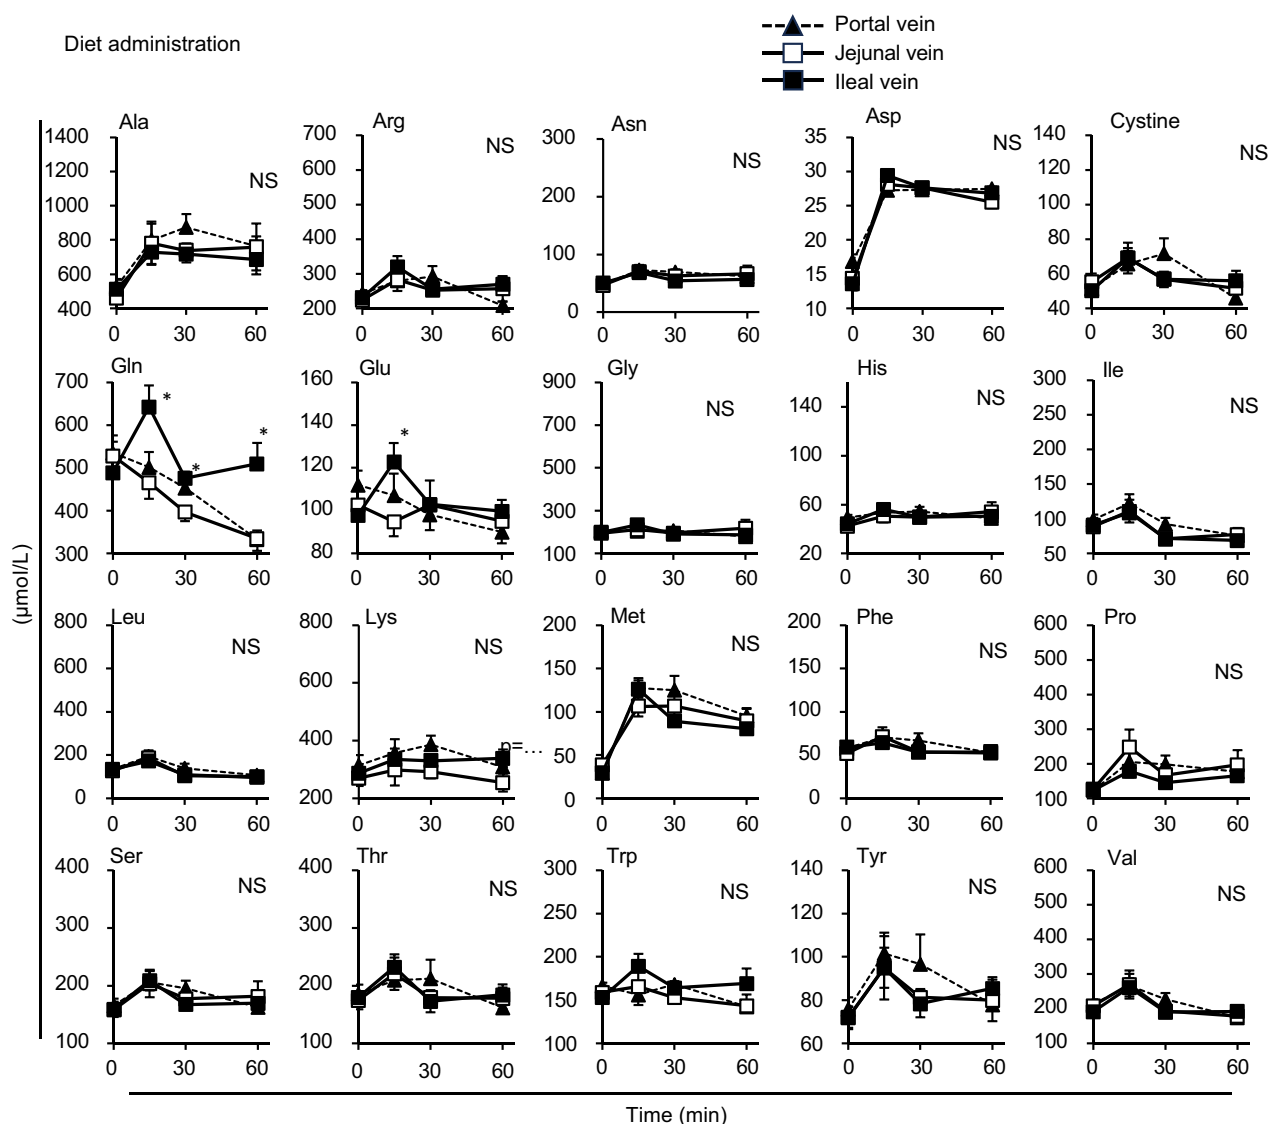 Diet administration
Portal vein
Jejunal vein
Ileal vein
Ala
1400
1200
1000
800
600
400
0 30 60
NS
Arg
700
600
500
400
300
200
0 30 60
NS
Asn
300
200
100
0
0 30 60
NS
Asp
35
30
25
20
15
10
0 30 60
NS
Cystine
140
120
100
80
60
40
0 30 60
NS
Gln
700
600
500
400
300
0 30 60
*
*
*
Glu
160
140
120
100
80
0 30 60
*
Gly
900
700
500
300
100
0 30 60
NS
His
140
100
60
20
0 30 60
NS
Ile
300
250
200
150
100
50
0 30 60
NS
Leu
800
600
400
200
0
0 30 60
NS
Lys
800
600
400
200
0 30 60
NS
p=....
Met
200
150
100
50
0
0 30 60
NS
Phe
200
150
100
50
0
0 30 60
NS
Pro
600
500
400
300
200
100
0 30 60
NS
Ser
400
300
200
100
0 30 60
NS
Thr
400
300
200
100
0 30 60
NS
Trp
300
250
200
150
100
0 30 60
NS
Tyr
140
120
100
80
60
0 30 60
NS
Val
600
500
400
300
200
100
0 30 60
NS
(μmol/L)
Time (min)